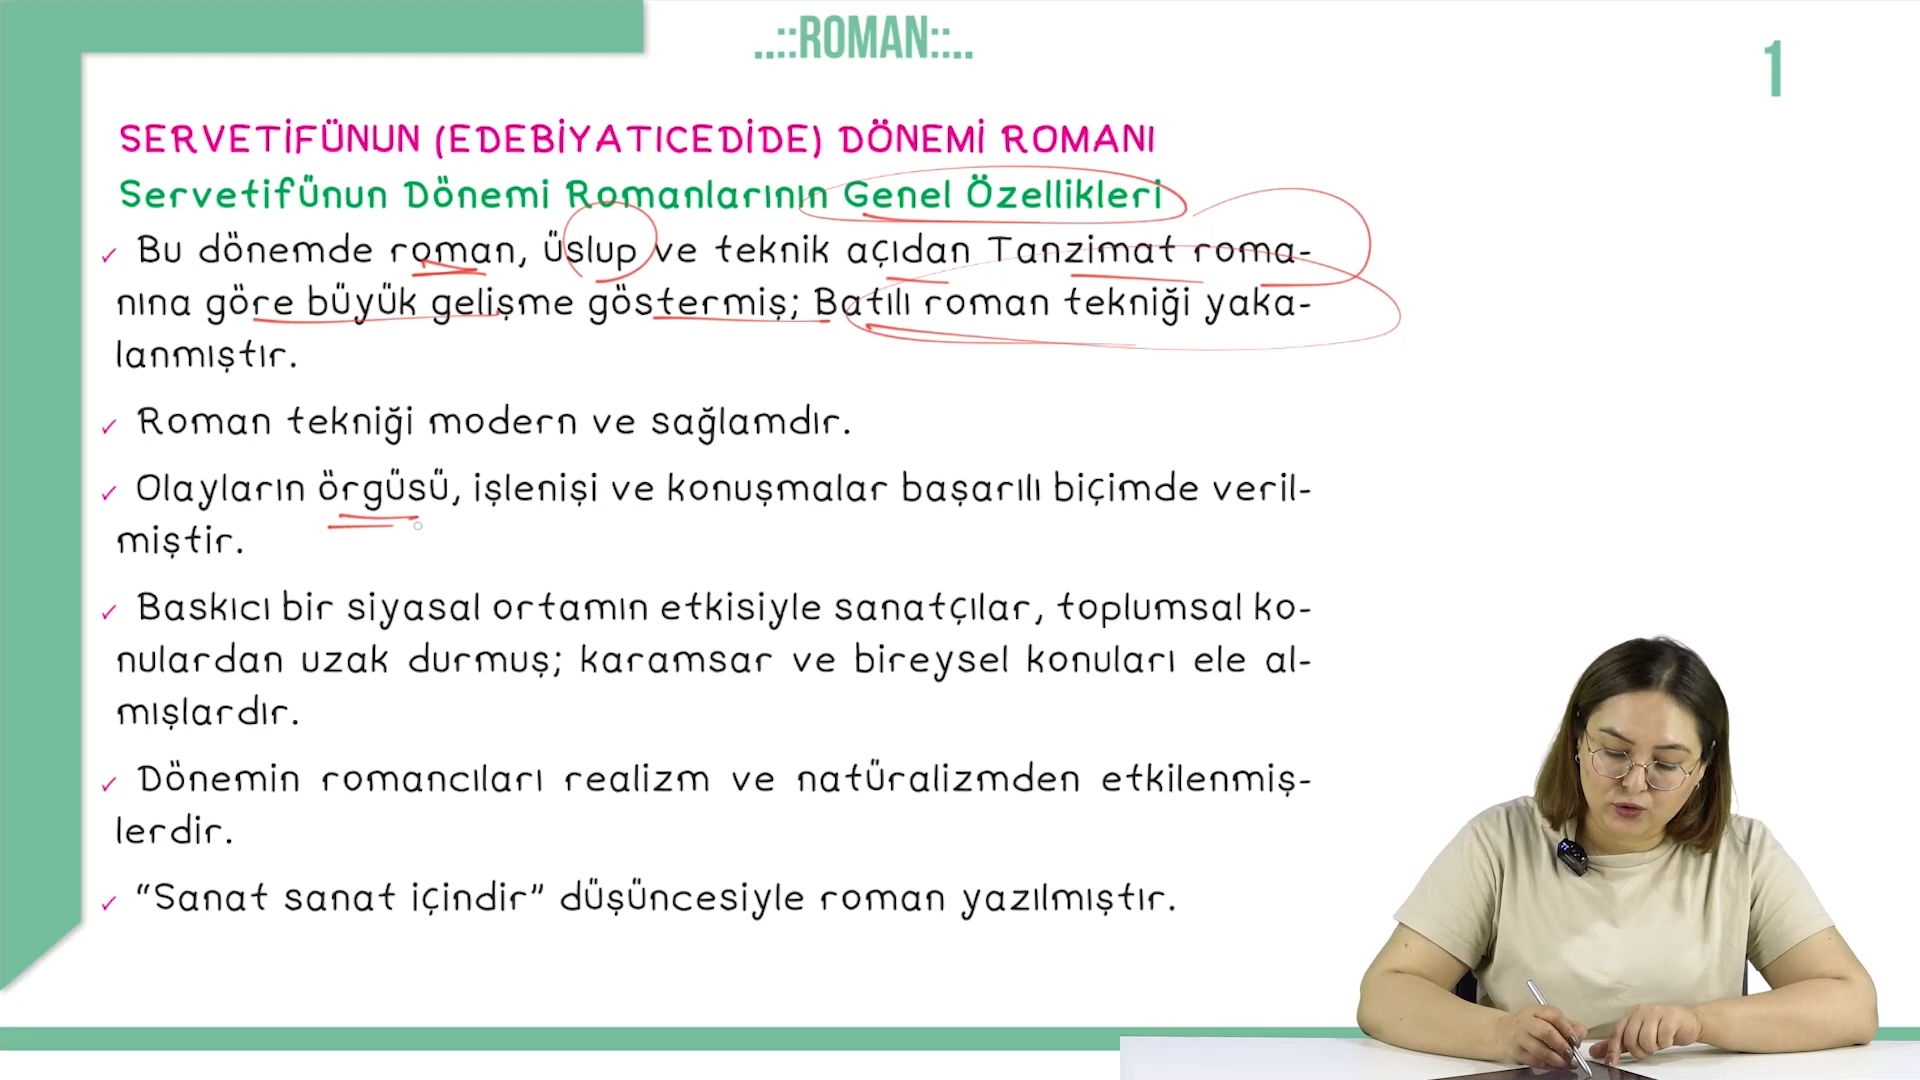 ..::ROMAN::..
1
SERVETİFÜNUN (EDEBİYATICEDİDE) DÖNEMİ ROMANI
Servetifünun Dönemi Romanlarının Genel Özellikleri
✓ Bu dönemde roman, üslup ve teknik açıdan Tanzimat roma-
nına göre büyük gelişme göstermiş; Batılı roman tekniği yaka-
lanmıştır.
✓ Roman tekniği modern ve sağlamdır.
✓ Olayların örgüsü, işlenişi ve konuşmalar başarılı biçimde veril-
miştir.
✓ Baskıcı bir siyasal ortamın etkisiyle sanatçılar, toplumsal ko-
nulardan uzak durmuş; karamsar ve bireysel konuları ele al-
mışlardır.
✓ Dönemin romancıları realizm ve natüralizmden etkilenmiş-
lerdir.
✓ “Sanat sanat içindir” düşüncesiyle roman yazılmıştır.